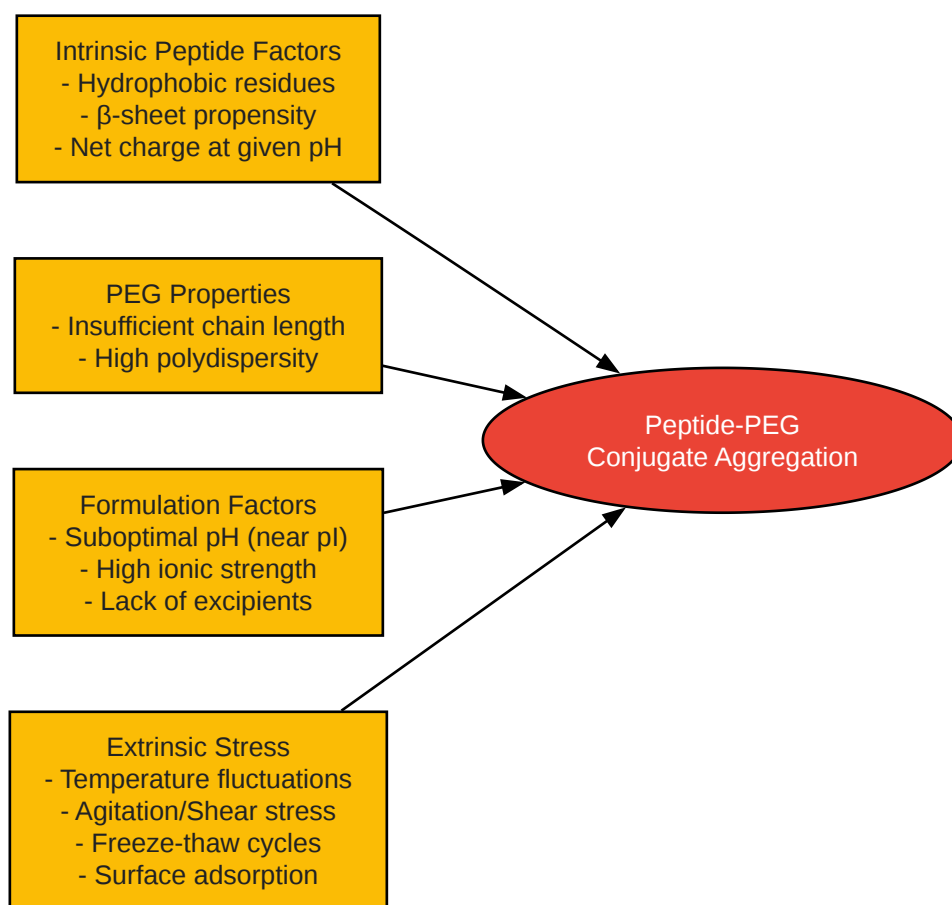 Intrinsic Peptide Factors
- Hydrophobic residues
- β-sheet propensity
- Net charge at given pH
PEG Properties
- Insufficient chain length
- High polydispersity
Peptide-PEG
Conjugate Aggregation
Formulation Factors
- Suboptimal pH (near pI)
- High ionic strength
- Lack of excipients
Extrinsic Stress
- Temperature fluctuations
- Agitation/Shear stress
- Freeze-thaw cycles
- Surface adsorption